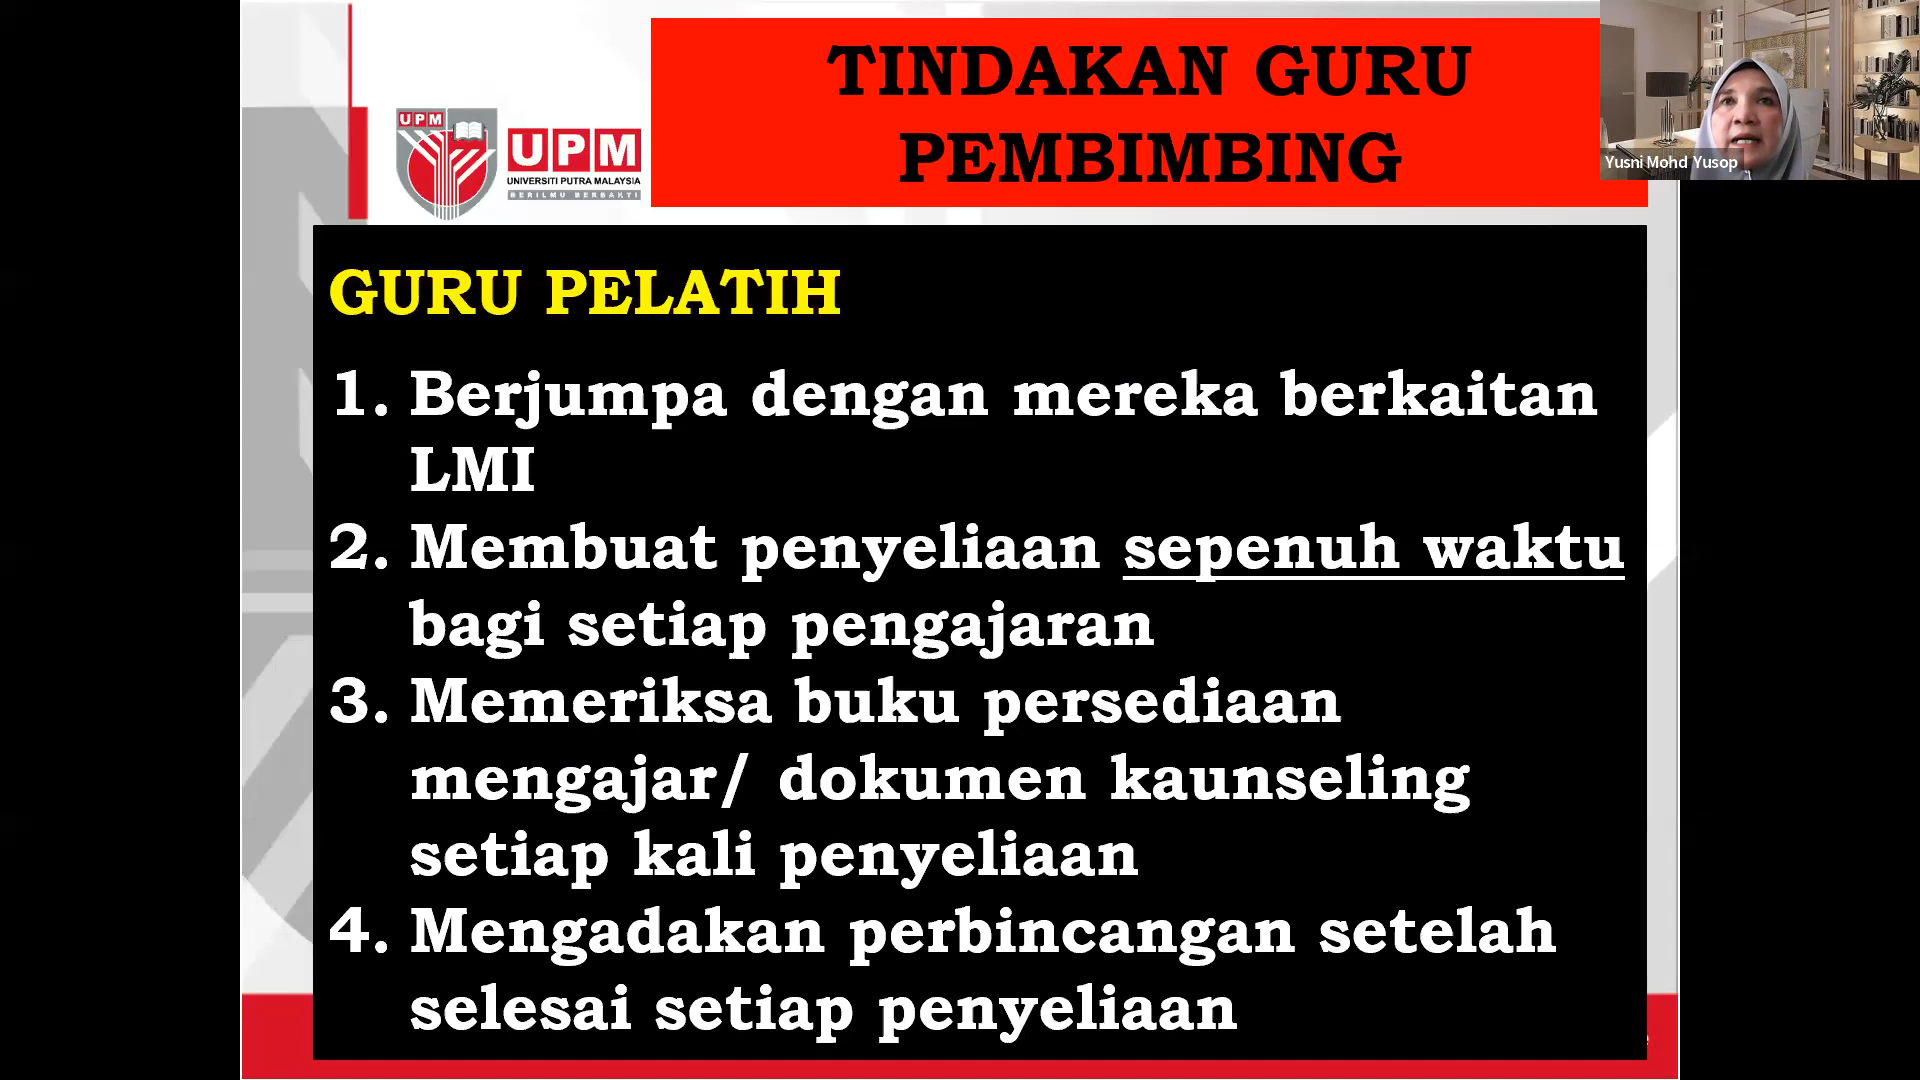 TINDAKAN GURU
PEMBIMBING
UPM
UPM
UNIVERSITI PUTRA MALAYSIA
BERILMU BERBAKTI
Yusni Mohd Yusop
GURU PELATIH
1. Berjumpa dengan mereka berkaitan
LMI
2. Membuat penyeliaan sepenuh waktu
bagi setiap pengajaran
3. Memeriksa buku persediaan
mengajar/ dokumen kaunseling
setiap kali penyeliaan
4. Mengadakan perbincangan setelah
selesai setiap penyeliaan